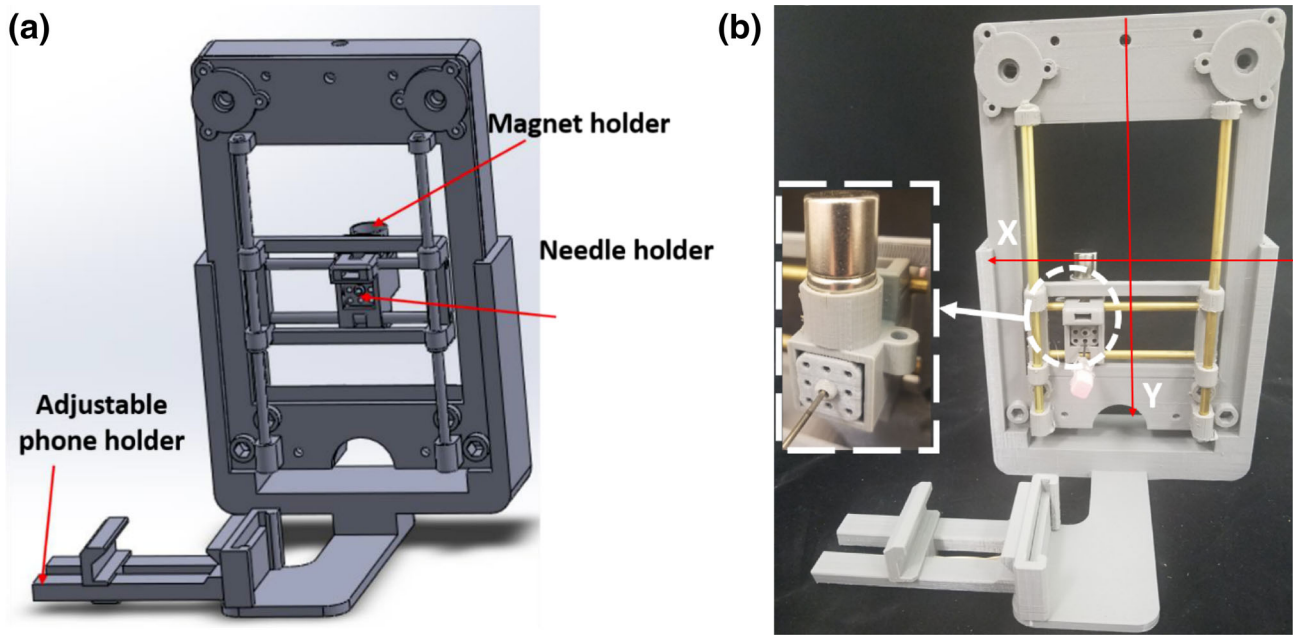 (a)
Magnet holder
Needle holder
Adjustable
phone holder
(b)
X
Y